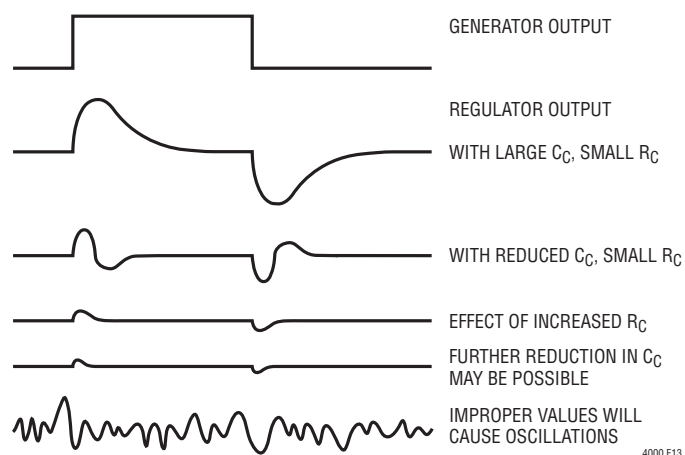 GENERATOR OUTPUT
REGULATOR OUTPUT
WITH LARGE CC, SMALL RC
WITH REDUCED CC, SMALL RC
EFFECT OF INCREASED RC
FURTHER REDUCTION IN CC
MAY BE POSSIBLE
IMPROPER VALUES WILL
CAUSE OSCILLATIONS
4000 F13